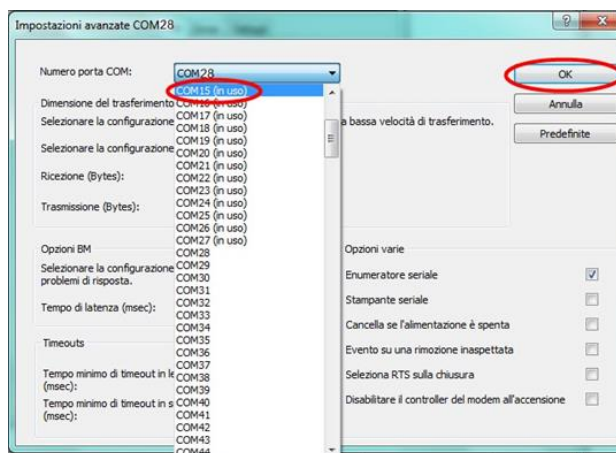 Impostazioni avanzate COM28
Numero porta COM:
COM28
OK
Annulla
Predefinite
COM15 (in uso)
COM16 (in uso)
COM17 (in uso)
COM18 (in uso)
COM19 (in uso)
COM20 (in uso)
COM21 (in uso)
COM22 (in uso)
COM23 (in uso)
COM24 (in uso)
COM25 (in uso)
COM26 (in uso)
COM27 (in uso)
COM28
COM29
COM30
COM31
COM32
COM33
COM34
COM35
COM36
COM37
COM38
COM39
COM40
COM41
COM42
COM43
COM44
Dimensione del trasferimento
Selezionare la configurazione
a bassa velocità di trasferimento.
Selezionare la configurazione
Ricezione (Bytes):
Trasmissione (Bytes):
Opzioni BM
Selezionare la configurazione
problemi di risposta.
Tempo di latenza (msec):
Timeouts
Tempo minimo di timeout in le
(msec):
Tempo minimo di timeout in s
(msec):
Opzioni varie
Enumeratore seriale
Stampante seriale
Cancella se l'alimentazione è spenta
Evento su una rimozione inaspettata
Seleziona RTS sulla chiusura
Disabilitare il controller del modem all'accensione